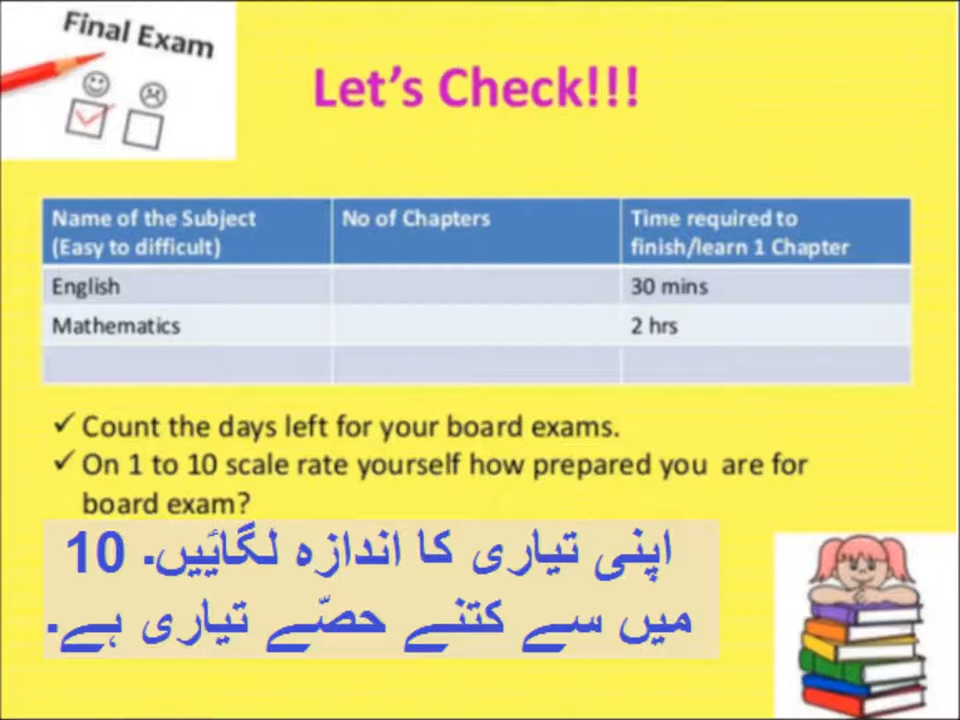 Final Exam
Let's Check!!!
Name of the Subject
(Easy to difficult)
No of Chapters
Time required to
finish/learn 1 Chapter
English
30 mins
Mathematics
2 hrs
✓ Count the days left for your board exams.
✓ On 1 to 10 scale rate yourself how prepared you are for
board exam?
اپنی تیاری کا اندازہ لگائیں۔ 10
میں سے کتنے حصّے تیاری ہے۔